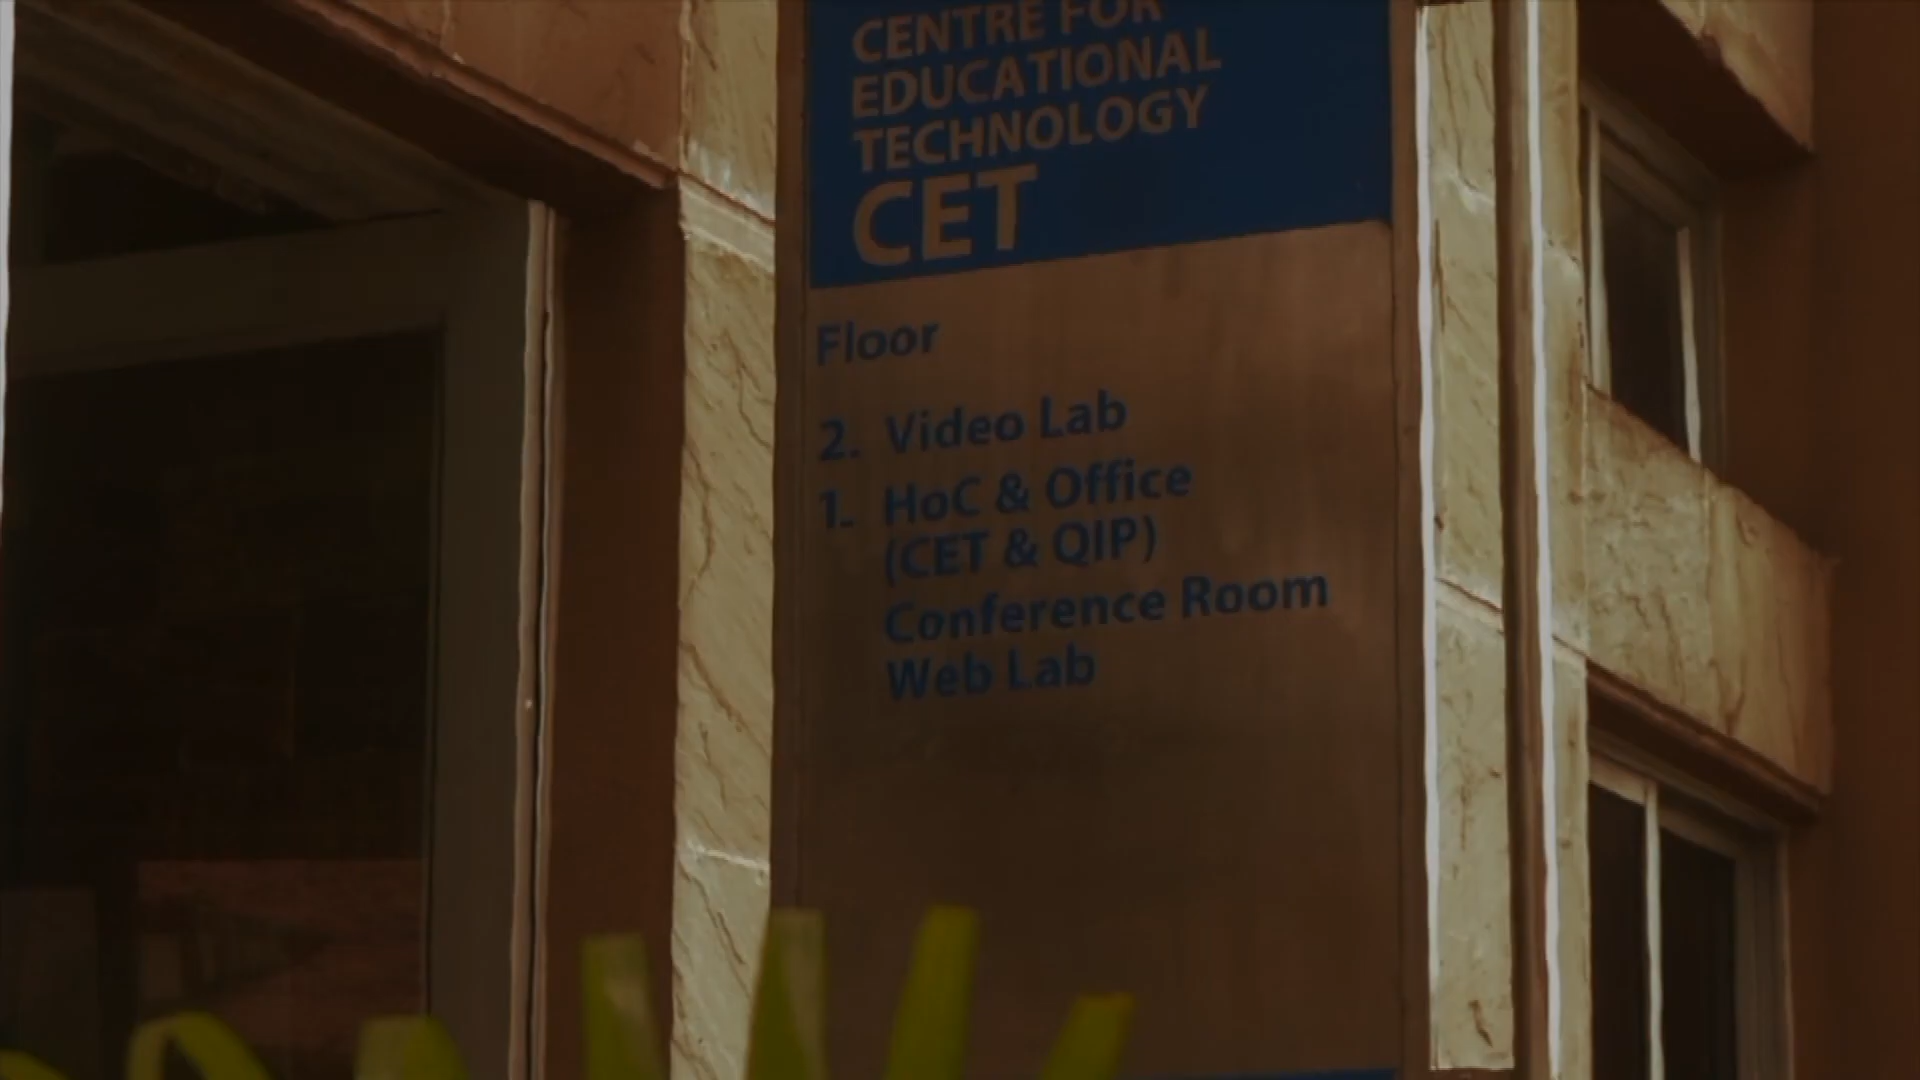 CENTRE FOR
EDUCATIONAL
TECHNOLOGY
CET
Floor
2. Video Lab
1. HoC & Office
(CET & QIP)
Conference Room
Web Lab